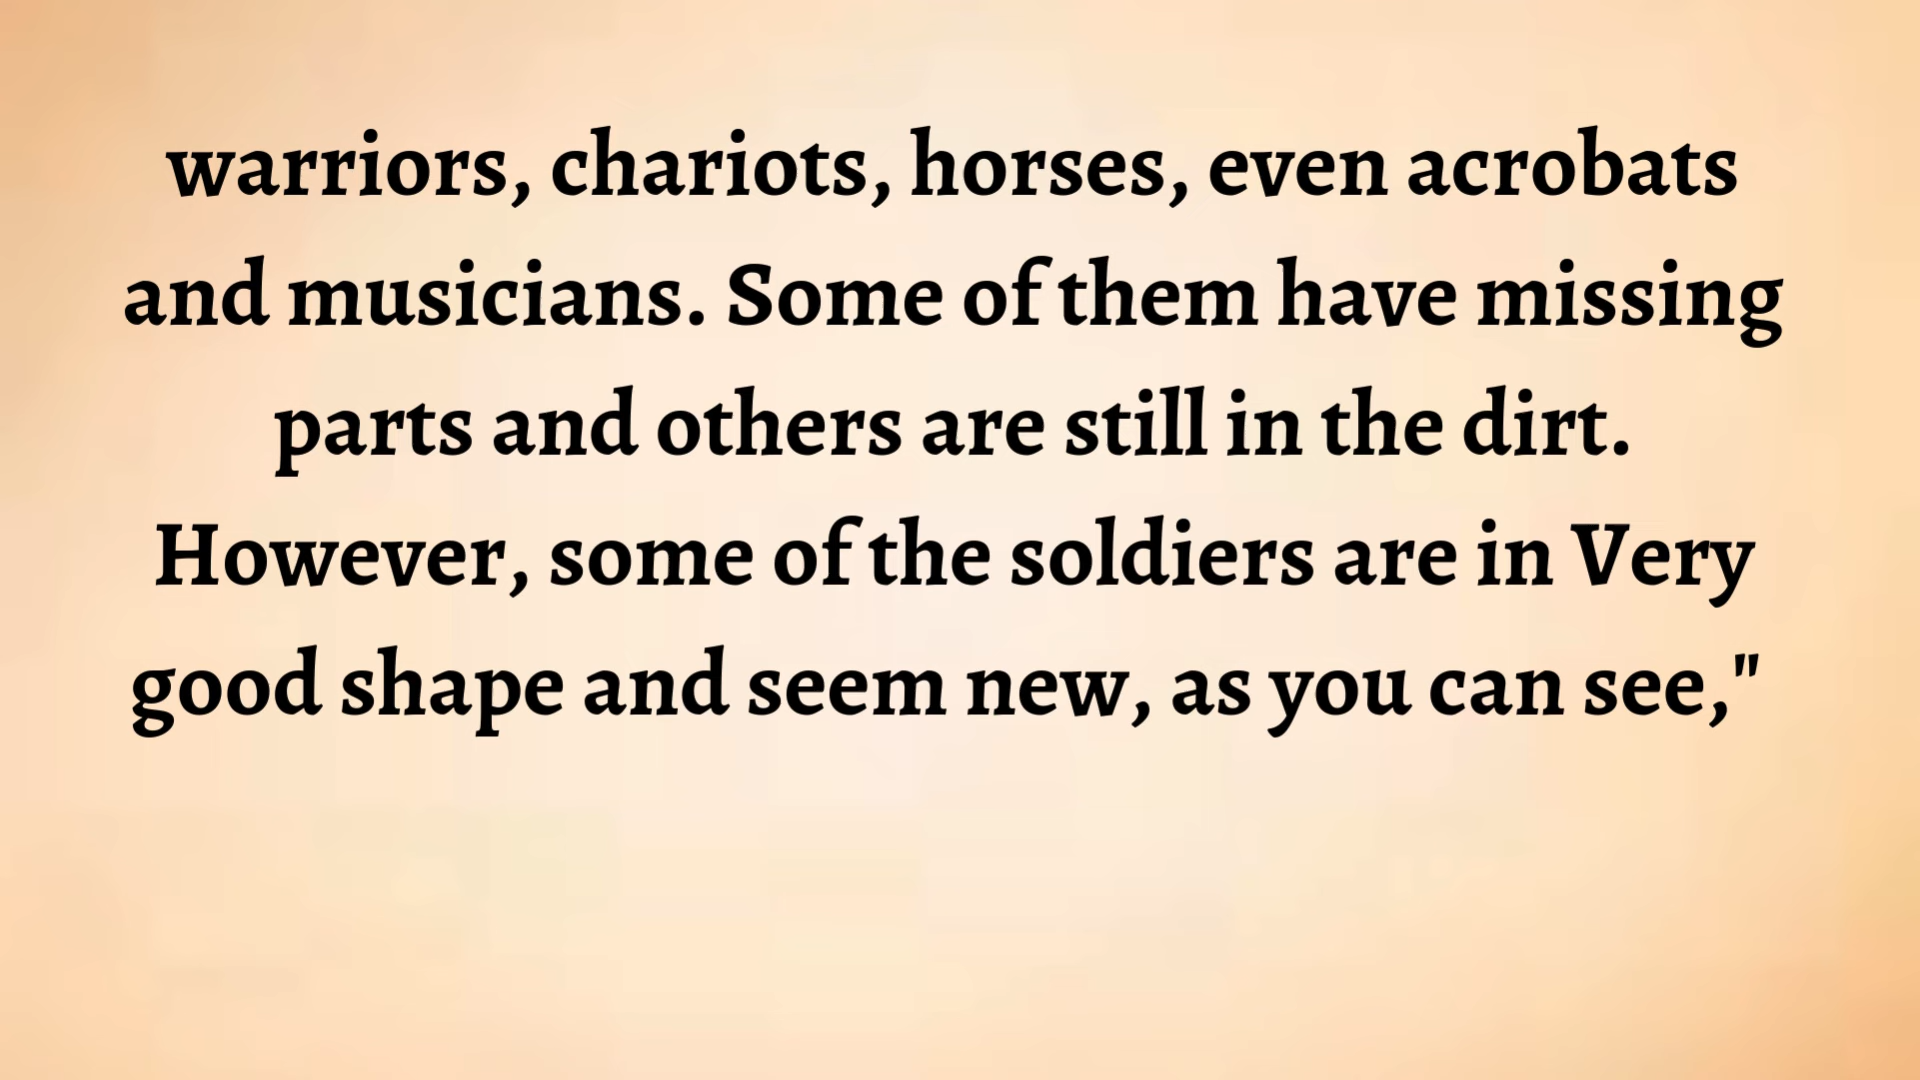 warriors, chariots, horses, even acrobats
and musicians. Some of them have missing
parts and others are still in the dirt.
However, some of the soldiers are in Very
good shape and seem new, as you can see,"